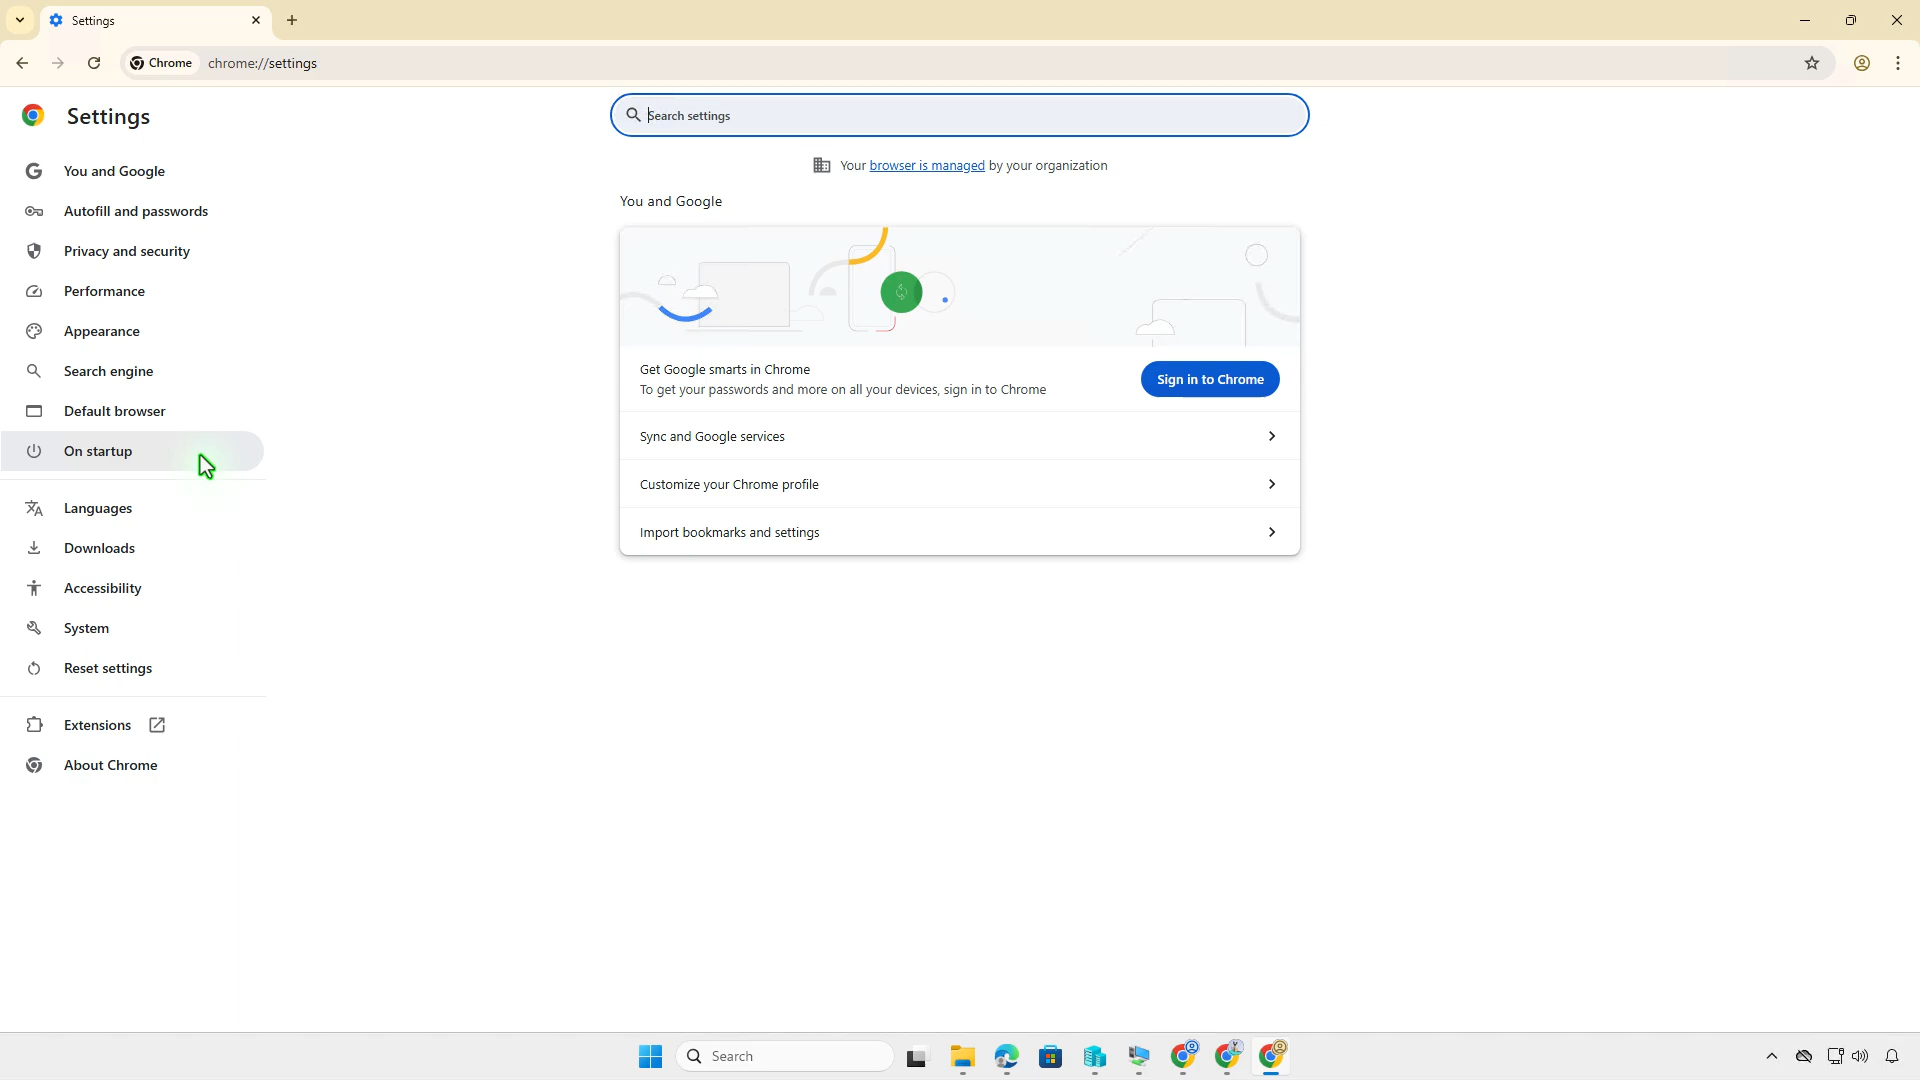 Settings
Chrome
chrome://settings
Settings
Search settings
Your browser is managed by your organization
You and Google
You and Google
Autofill and passwords
Privacy and security
Performance
Appearance
Search engine
Default browser
On startup
Languages
Downloads
Accessibility
System
Reset settings
Extensions
About Chrome
Get Google smarts in Chrome
To get your passwords and more on all your devices, sign in to Chrome
Sign in to Chrome
Sync and Google services
Customize your Chrome profile
Import bookmarks and settings
Search